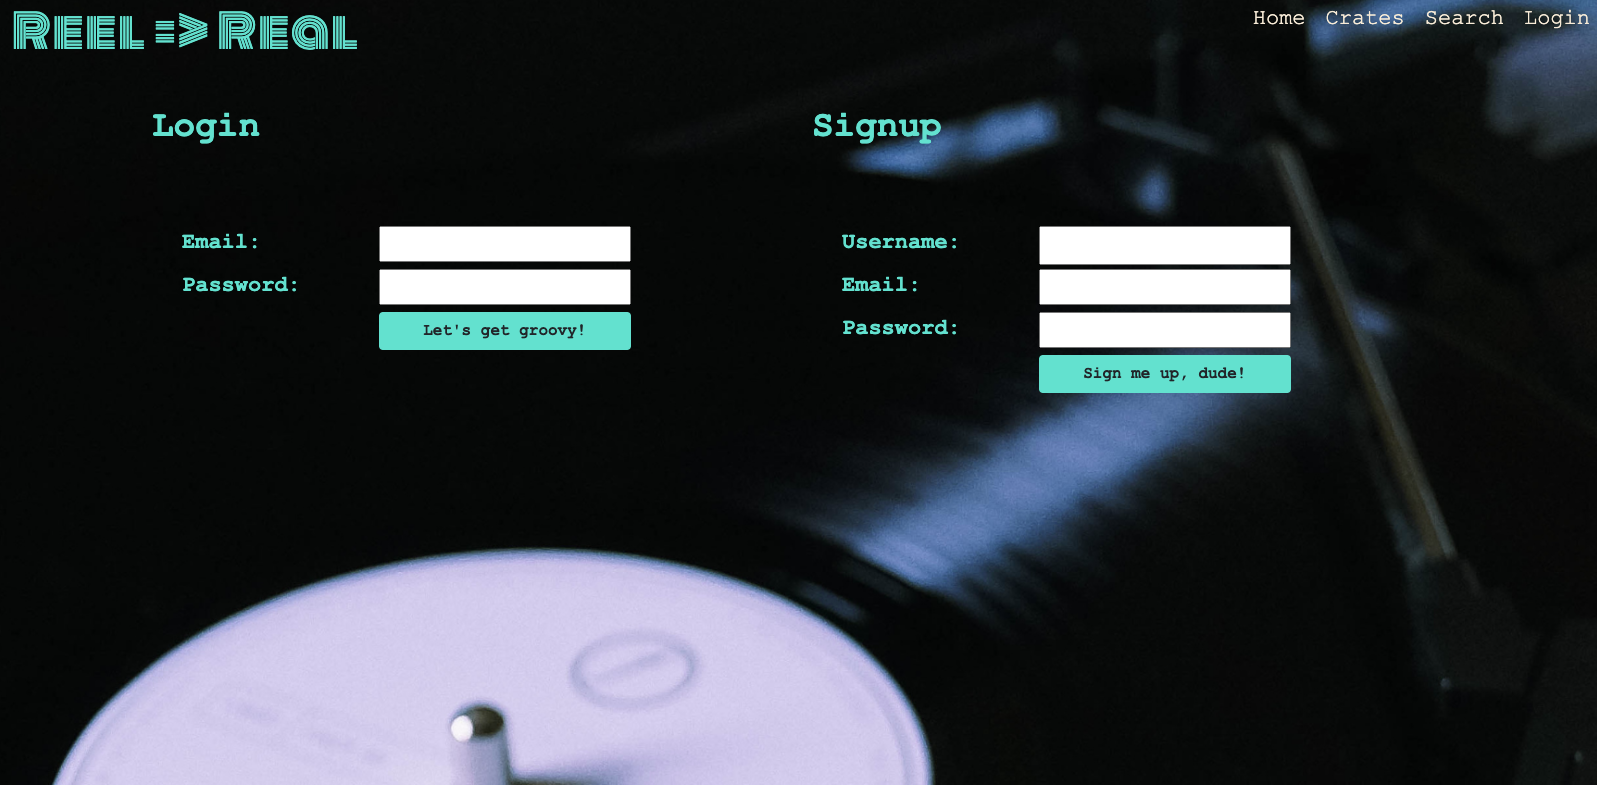 Reel => Real
Home Crates Search Login
Login
Email:
Password:
Let's get groovy!
Signup
Username:
Email:
Password:
Sign me up, dude!